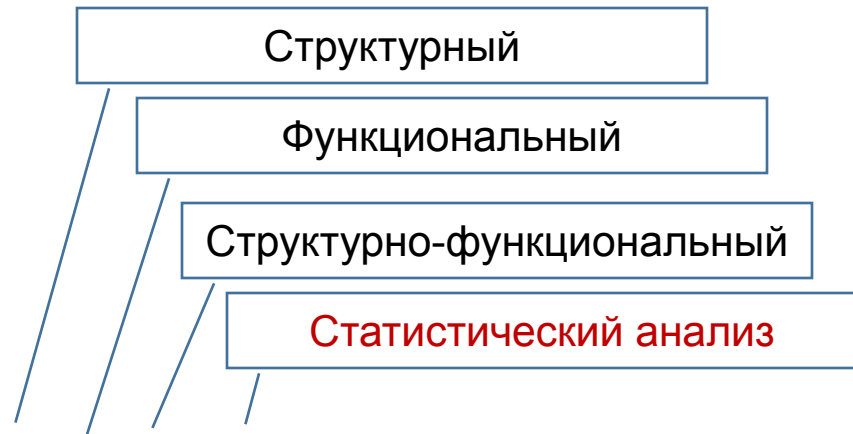 Структурный
Функциональный
Структурно-функциональный
Статистический анализ